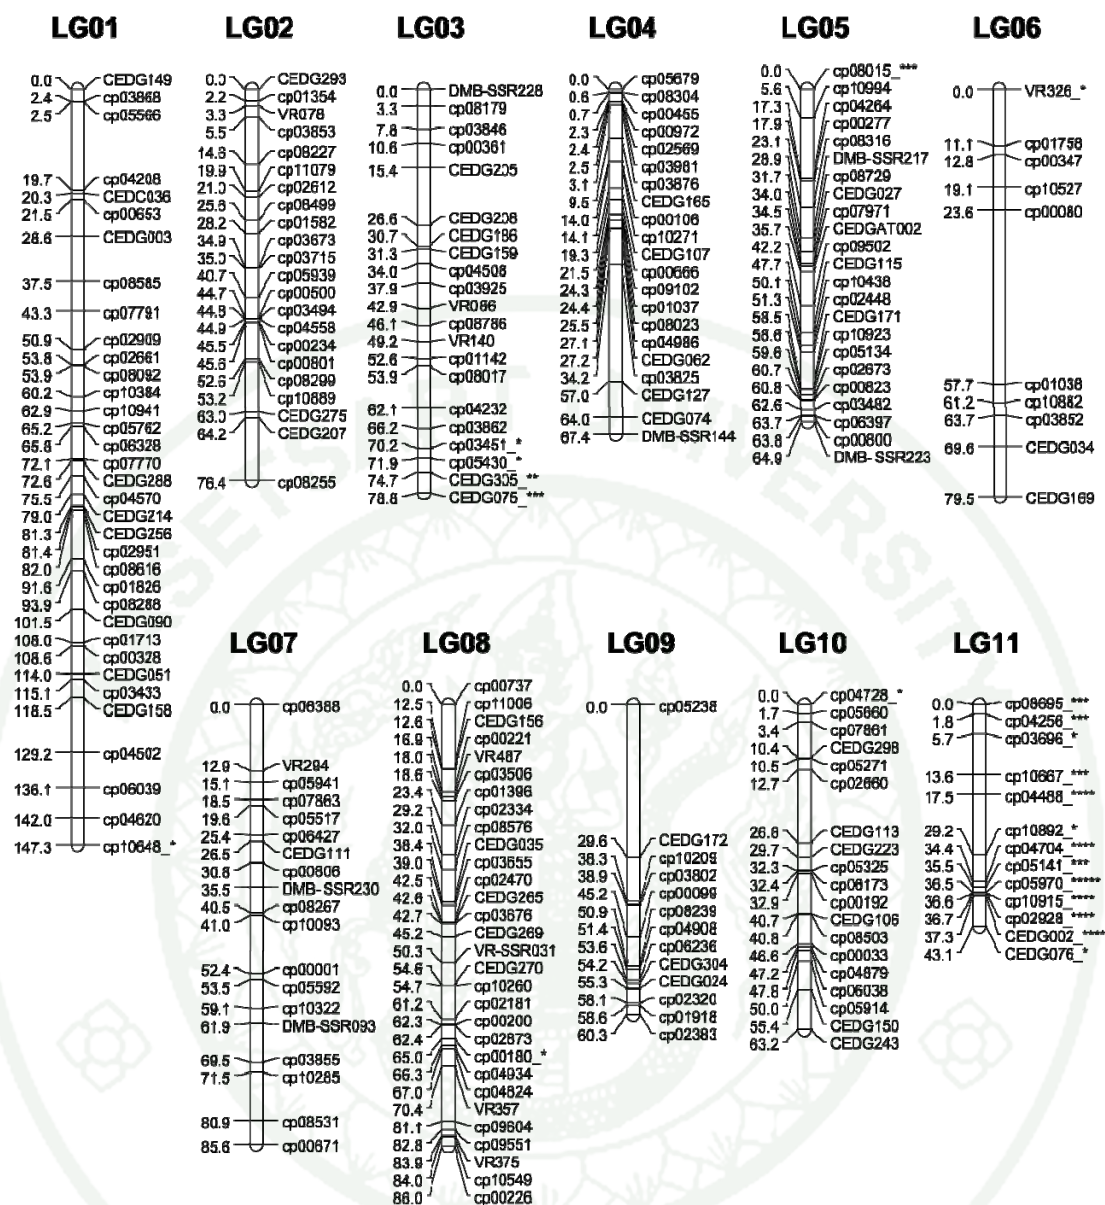 LG01
0.0 CEDG149
2.4 cp03868
2.5 cp05566
19.7 cp04208
20.3 CEDC036
21.5 cp00653
28.6 CEDG003
37.5 cp08585
43.3 cp07791
50.9 cp02909
53.8 cp02661
53.9 cp08092
60.2 cp10384
62.9 cp10941
65.2 cp05762
65.8 cp06328
72.1 cp07770
72.6 CEDG288
75.5 cp04570
79.0 CEDG214
81.3 CEDG256
81.4 cp02951
82.0 cp08616
91.6 cp01826
93.9 cp08288
101.5 CEDG090
108.0 cp01713
108.6 cp00328
114.0 CEDG051
115.1 cp03433
118.5 CEDG158
129.2 cp04502
136.1 cp06039
142.0 cp04620
147.3 cp10648_*
LG02
0.0 CEDG293
2.2 cp01354
3.3 VR078
5.5 cp03853
14.6 cp08227
19.9 cp11079
21.0 cp02612
25.8 cp08499
28.2 cp01582
34.9 cp03673
35.0 cp03715
40.7 cp05939
44.7 cp00500
44.8 cp03494
44.9 cp04558
45.5 cp00234
45.6 cp00801
52.6 cp08299
53.2 cp10689
63.0 CEDG275
64.2 CEDG207
76.4 cp08255
LG03
0.0 DMB-SSR228
3.3 cp08179
7.8 cp03846
10.6 cp00361
15.4 CEDG205
26.6 CEDG208
30.7 CEDG186
31.3 CEDG159
34.0 cp04508
37.9 cp03925
42.9 VR086
46.1 cp08786
49.2 VR140
52.6 cp01142
53.9 cp08017
62.1 cp04232
66.2 cp03862
70.2 cp03451_*
71.9 cp05430_*
74.7 CEDG305_**
78.6 CEDG075_***
LG04
0.0 cp05679
0.6 cp08304
0.7 cp00455
2.3 cp00972
2.4 cp02569
2.5 cp03981
3.1 cp03876
9.5 CEDG165
14.0 cp00106
14.1 cp10271
19.3 CEDG107
21.5 cp00666
24.3 cp09102
24.4 cp01037
25.5 cp08023
27.1 cp04986
27.2 CEDG062
34.2 cp03825
57.0 CEDG127
64.0 CEDG074
67.4 DMB-SSR144
LG05
0.0 cp08015_***
5.6 cp10994
17.3 cp04264
17.9 cp00277
23.1 cp08316
28.9 DMB-SSR217
31.7 cp08729
34.0 CEDG027
34.5 cp07971
35.7 CEDGAT002
42.2 cp09502
47.7 CEDG115
50.1 cp10438
51.3 cp02448
58.5 CEDG171
58.6 cp10923
59.6 cp05134
60.7 cp02673
60.8 cp00823
62.6 cp03482
63.7 cp06397
63.8 cp00800
64.9 DMB-SSR223
LG06
0.0 VR326_*
11.1 cp01758
12.8 cp00347
19.1 cp10527
23.6 cp00080
57.7 cp01038
61.2 cp10882
63.7 cp03852
69.6 CEDG034
79.5 CEDG169
LG07
0.0 cp06388
12.9 VR294
15.1 cp05941
18.5 cp07863
19.6 cp05517
25.4 cp06427
26.5 CEDG111
30.8 cp00806
35.5 DMB-SSR230
40.5 cp08267
41.0 cp10093
52.4 cp00001
53.5 cp05592
59.1 cp10322
61.9 DMB-SSR093
69.5 cp03855
71.5 cp10285
80.9 cp08531
85.6 cp00671
LG08
0.0 cp00737
12.5 cp11006
12.6 CEDG156
16.9 cp00221
18.0 VR487
18.6 cp03506
23.4 cp01396
29.2 cp02334
32.0 cp08576
38.4 CEDG035
39.0 cp03655
42.5 cp02470
42.6 CEDG265
42.7 cp03676
45.2 CEDG269
50.3 VR-SSR031
54.6 CEDG270
54.7 cp10260
61.2 cp02181
62.3 cp00200
62.4 cp02873
65.0 cp00180_*
66.3 cp04934
67.0 cp04824
70.4 VR357
81.1 cp09604
82.8 cp09551
83.9 VR375
84.0 cp10549
86.0 cp00226
LG09
0.0 cp05238
29.6 CEDG172
38.3 cp10209
38.9 cp03802
45.2 cp00099
50.9 cp08239
51.4 cp04908
53.6 cp06236
54.2 CEDG304
55.3 CEDG024
58.1 cp02320
58.6 cp01918
60.3 cp02383
LG10
0.0 cp04728_*
1.7 cp05660
3.4 cp07861
10.4 CEDG298
10.5 cp05271
12.7 cp02660
26.8 CEDG113
29.7 CEDG223
32.3 cp05325
32.4 cp06173
32.9 cp00192
40.7 CEDG106
40.8 cp08503
46.6 cp00033
47.2 cp04879
47.8 cp06038
50.0 cp05914
55.4 CEDG150
63.2 CEDG243
LG11
0.0 cp08695_***
1.8 cp04256_***
5.7 cp03696_*
13.6 cp10667_***
17.5 cp04488_****
29.2 cp10892_*
34.4 cp04704_****
35.5 cp05141_***
36.5 cp05970_*****
36.6 cp10915_****
36.7 cp02928_****
37.3 CEDG002_****
43.1 CEDG076_*